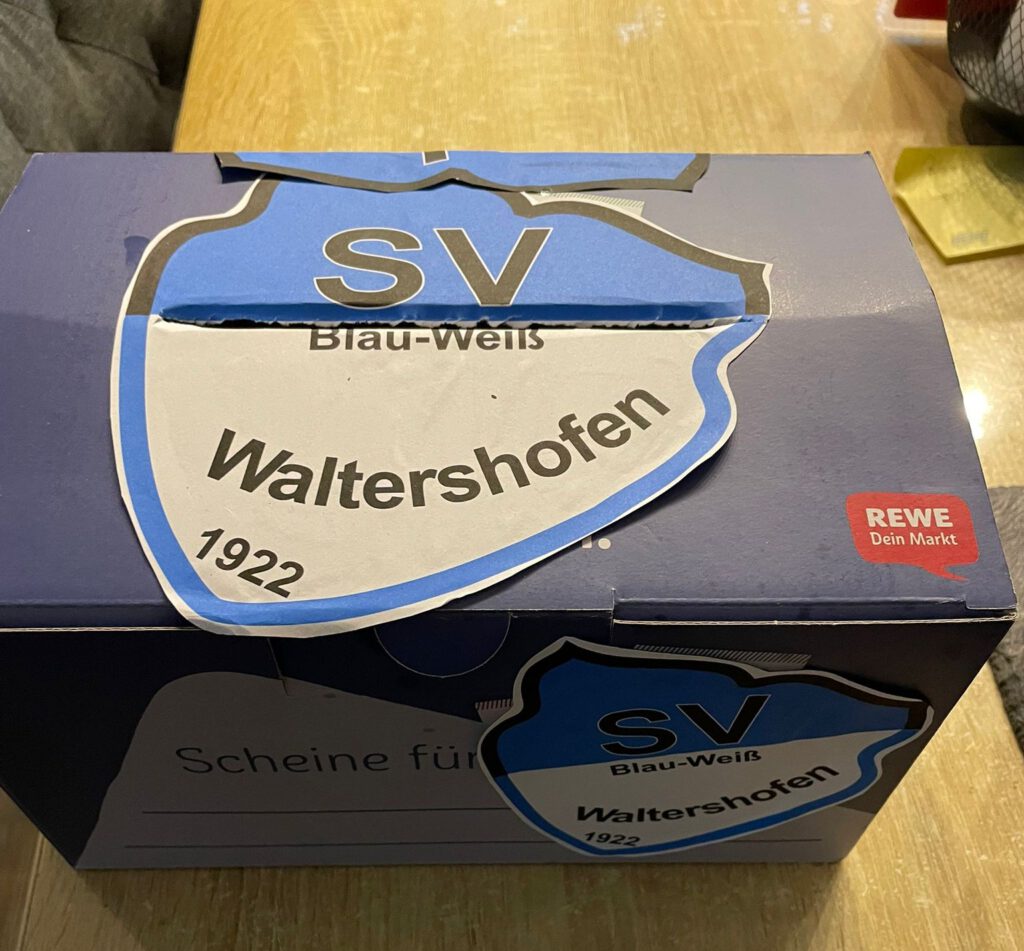 SV
Blau-Weiß
Waltershofen
1922
REWE
Dein Markt
Scheine für
SV
Blau-Weiß
Waltershofen
1922